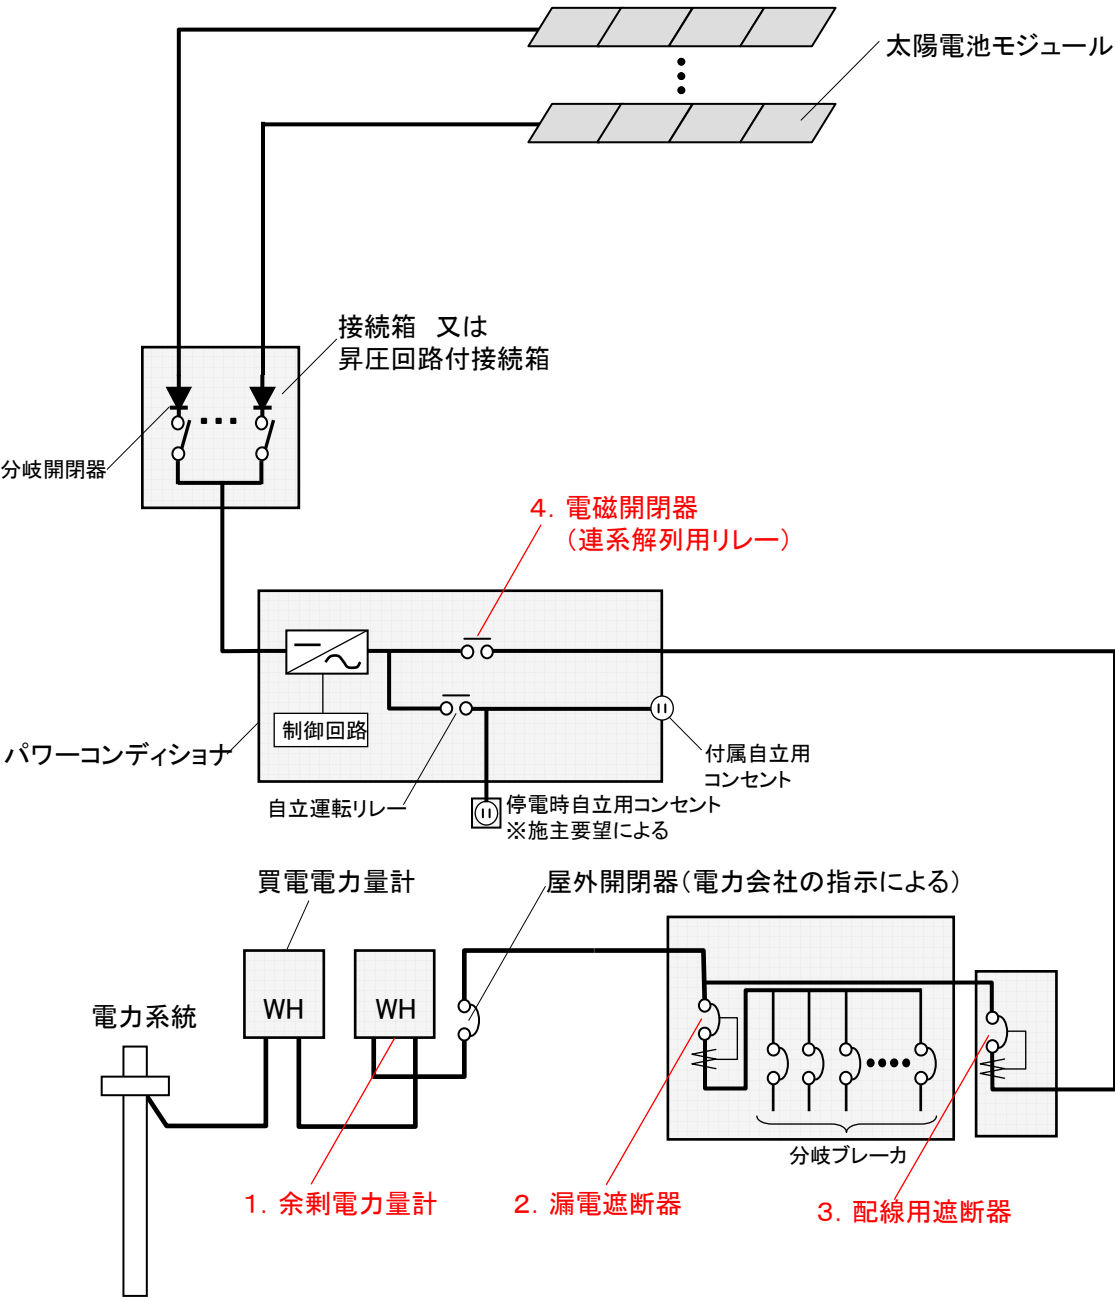 太陽電池モジュール
接続箱　又は
昇圧回路付接続箱
分岐開閉器
4．電磁開閉器
（連系解列用リレー）
制御回路
パワーコンディショナ
付属自立用
コンセント
自立運転リレー
停電時自立用コンセント
※施主要望による
買電電力量計
屋外開閉器（電力会社の指示による）
WH
WH
電力系統
分岐ブレーカ
1．余剰電力量計
2．漏電遮断器
3．配線用遮断器